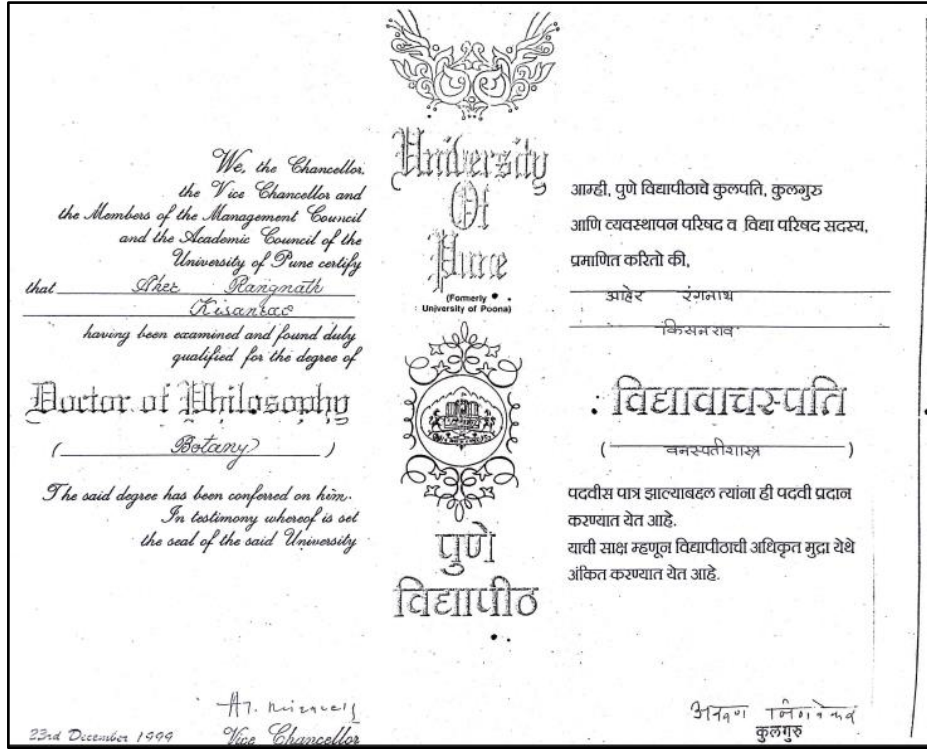 We, the Chancellor,
the Vice Chancellor and
the Members of the Management Council
and the Academic Council of the
University of Pune certify
that Aher Rangnath
Kisanrao
having been examined and found duly
qualified for the degree of
Doctor of Philosophy
( Botany )
The said degree has been conferred on him.
In testimony whereof is set
the seal of the said University
23rd December 1999
Vice Chancellor
University
Of
Pune
(Formerly
University of Poona)
पुणे
विद्यापीठ
आम्ही, पुणे विद्यापीठाचे कुलपति, कुलगुरु
आणि व्यवस्थापन परिषद व विद्या परिषद सदस्य,
प्रमाणित करितो की,
आहेर रंगनाथ
किसनराव
विद्यावाचस्पति
( वनस्पतीशास्त्र )
पदवीस पात्र झाल्याबद्दल त्यांना ही पदवी प्रदान
करण्यात येत आहे.
याची साक्ष म्हणून विद्यापीठाची अधिकृत मुद्रा येथे
अंकित करण्यात येत आहे.
कुलगुरु